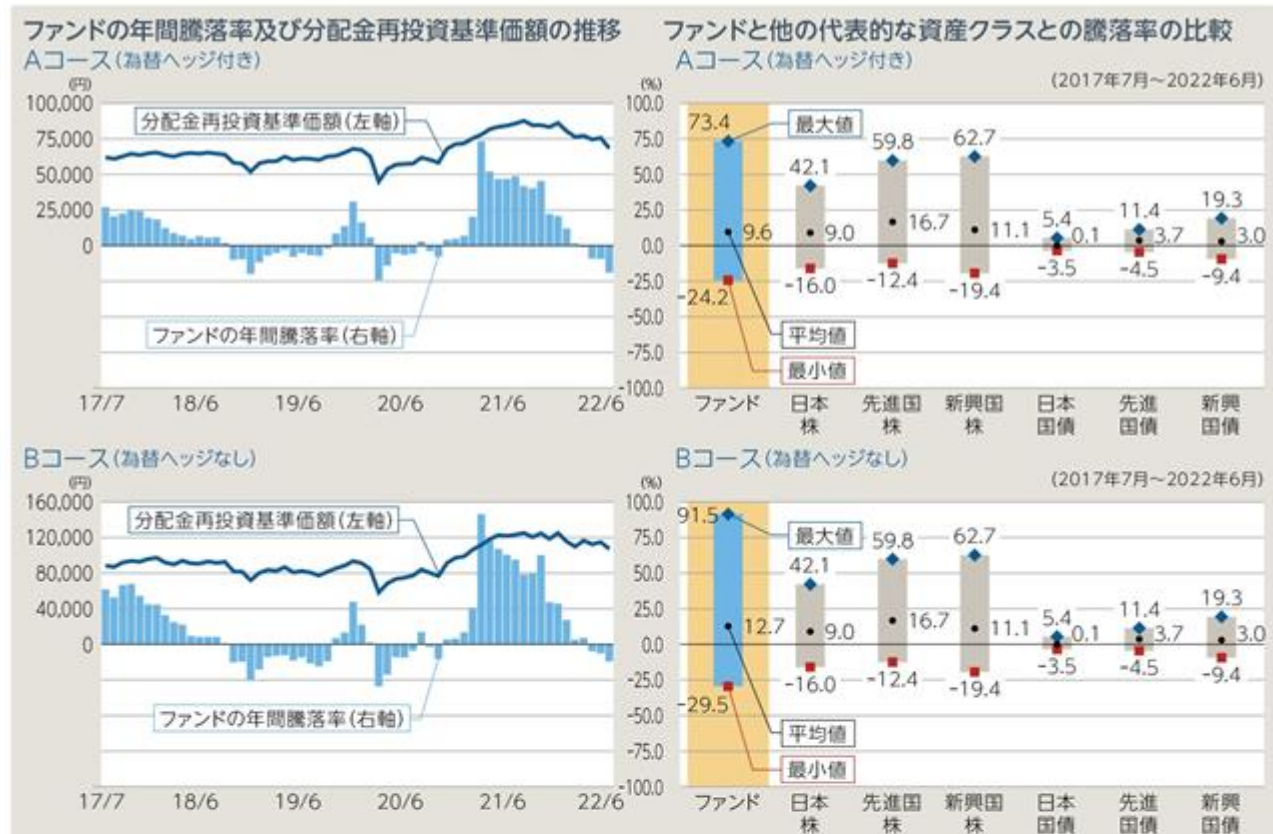 ファンドの年間騰落率及び分配金再投資基準価額の推移
Aコース(為替ヘッジ付き)
(円)
100,000
75,000
50,000
25,000
0
分配金再投資基準価額(左軸)
ファンドの年間騰落率(右軸)
17/7 18/6 19/6 20/6 21/6 22/6
ファンドと他の代表的な資産クラスとの騰落率の比較
Aコース(為替ヘッジ付き)
(2017年7月~2022年6月)
(%)
100.0
75.0
50.0
25.0
0.0
-25.0
-50.0
-75.0
-100.0
最大値
平均値
最小値
73.4 42.1 59.8 62.7 5.4 11.4 19.3
9.6 9.0 16.7 11.1 0.1 3.7 3.0
-24.2 -16.0 -12.4 -19.4 -3.5 -4.5 -9.4
ファンド 日本 先進国 新興国 日本 先進 新興
株 株 株 国債 国債 国債
Bコース(為替ヘッジなし)
(円)
160,000
120,000
80,000
40,000
0
分配金再投資基準価額(左軸)
ファンドの年間騰落率(右軸)
17/7 18/6 19/6 20/6 21/6 22/6
Bコース(為替ヘッジなし)
(2017年7月~2022年6月)
(%)
100.0
75.0
50.0
25.0
0.0
-25.0
-50.0
-75.0
-100.0
最大値
平均値
最小値
91.5 42.1 59.8 62.7 5.4 11.4 19.3
12.7 9.0 16.7 11.1 0.1 3.7 3.0
-29.5 -16.0 -12.4 -19.4 -3.5 -4.5 -9.4
ファンド 日本 先進国 新興国 日本 先進 新興
株 株 株 国債 国債 国債